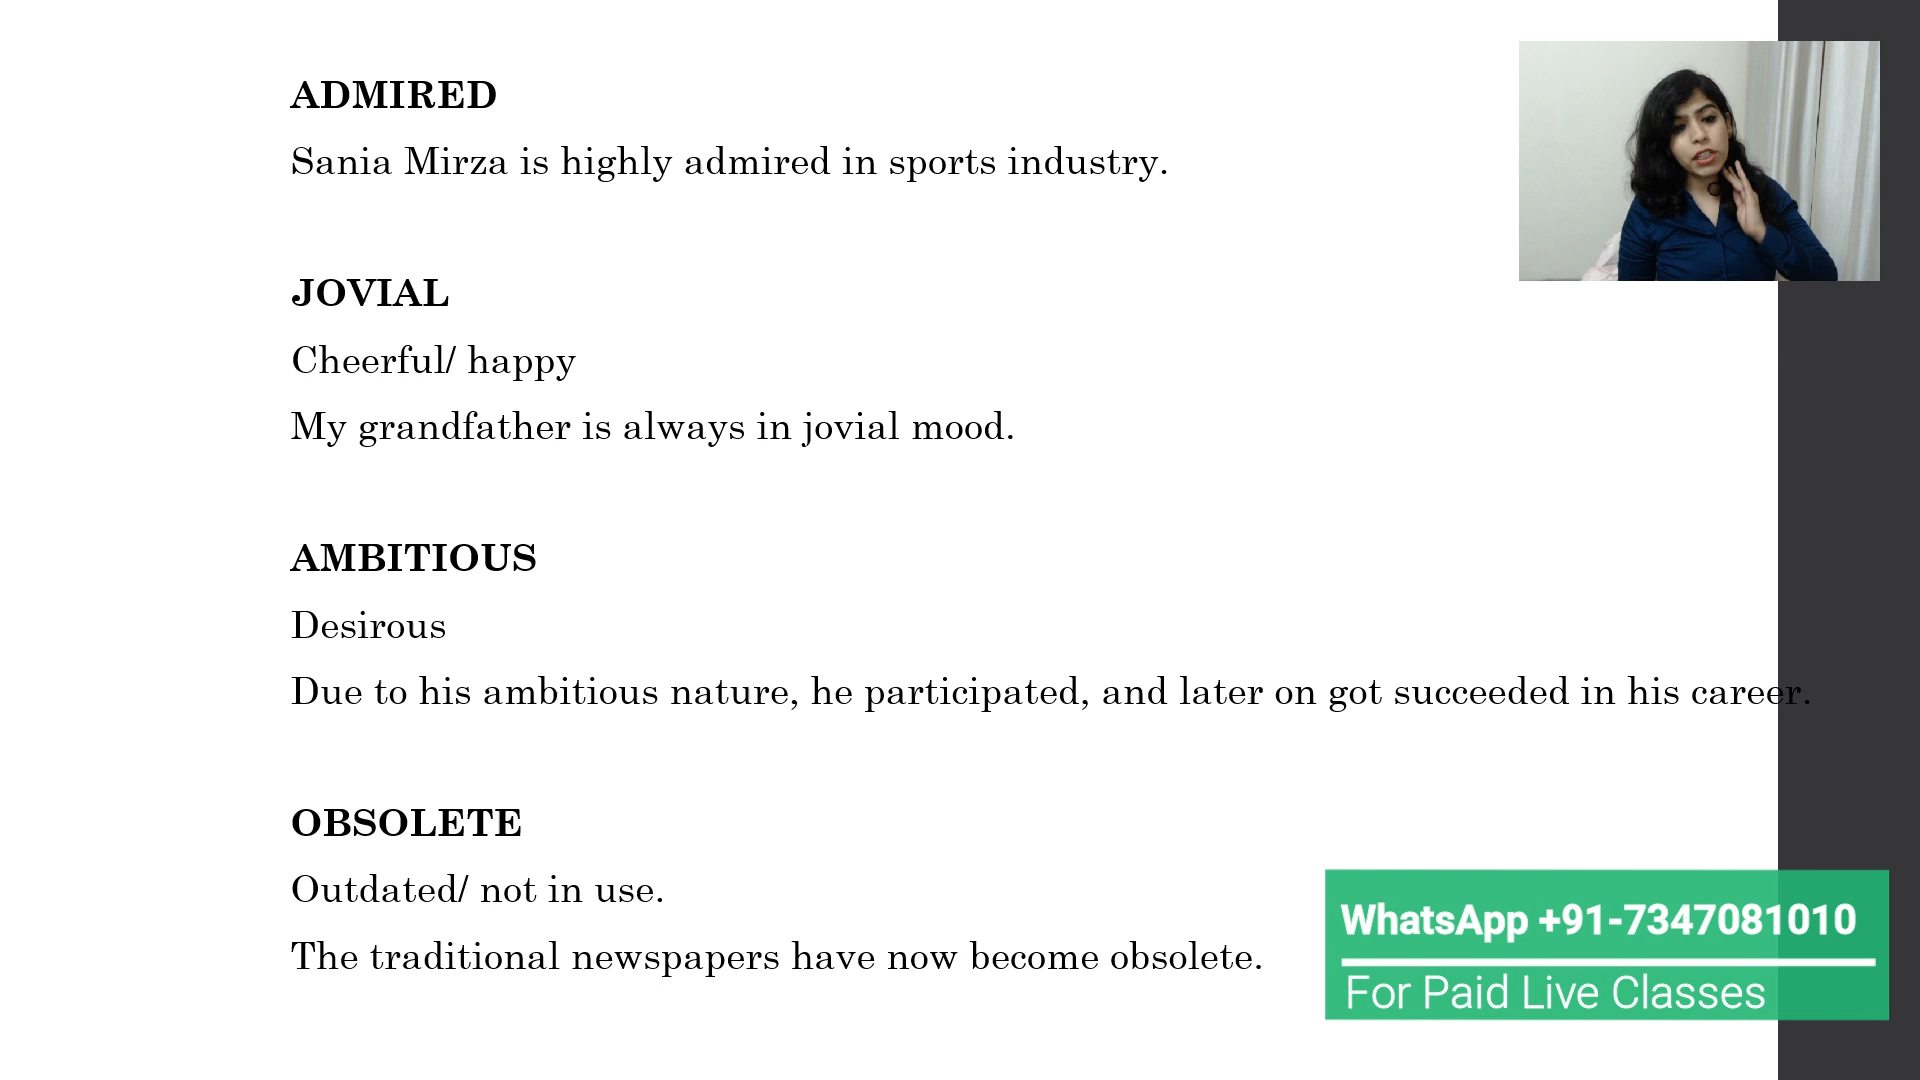 ADMIRED
Sania Mirza is highly admired in sports industry.
JOVIAL
Cheerful/ happy
My grandfather is always in jovial mood.
AMBITIOUS
Desirous
Due to his ambitious nature, he participated, and later on got succeeded in his career.
OBSOLETE
Outdated/ not in use.
The traditional newspapers have now become obsolete.
WhatsApp +91-7347081010
For Paid Live Classes